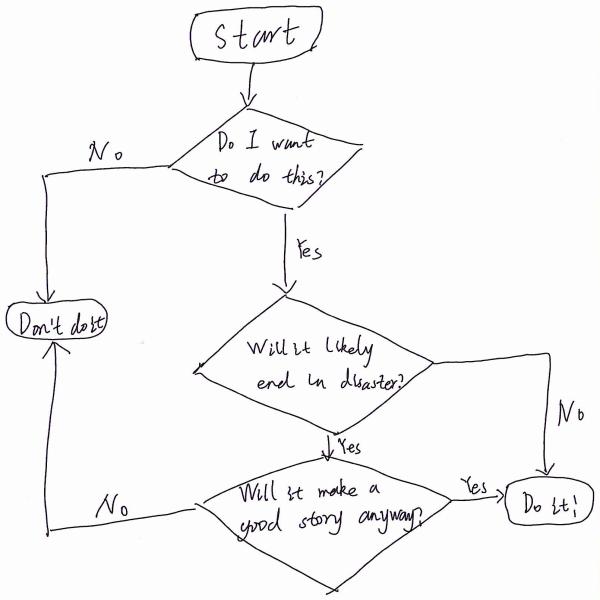 Start
Do I want
to do this?
No
Yes
Don't do it
Will it likely
end in disaster?
No
Yes
Will it make a
good story anyway?
Yes
No
Do it!